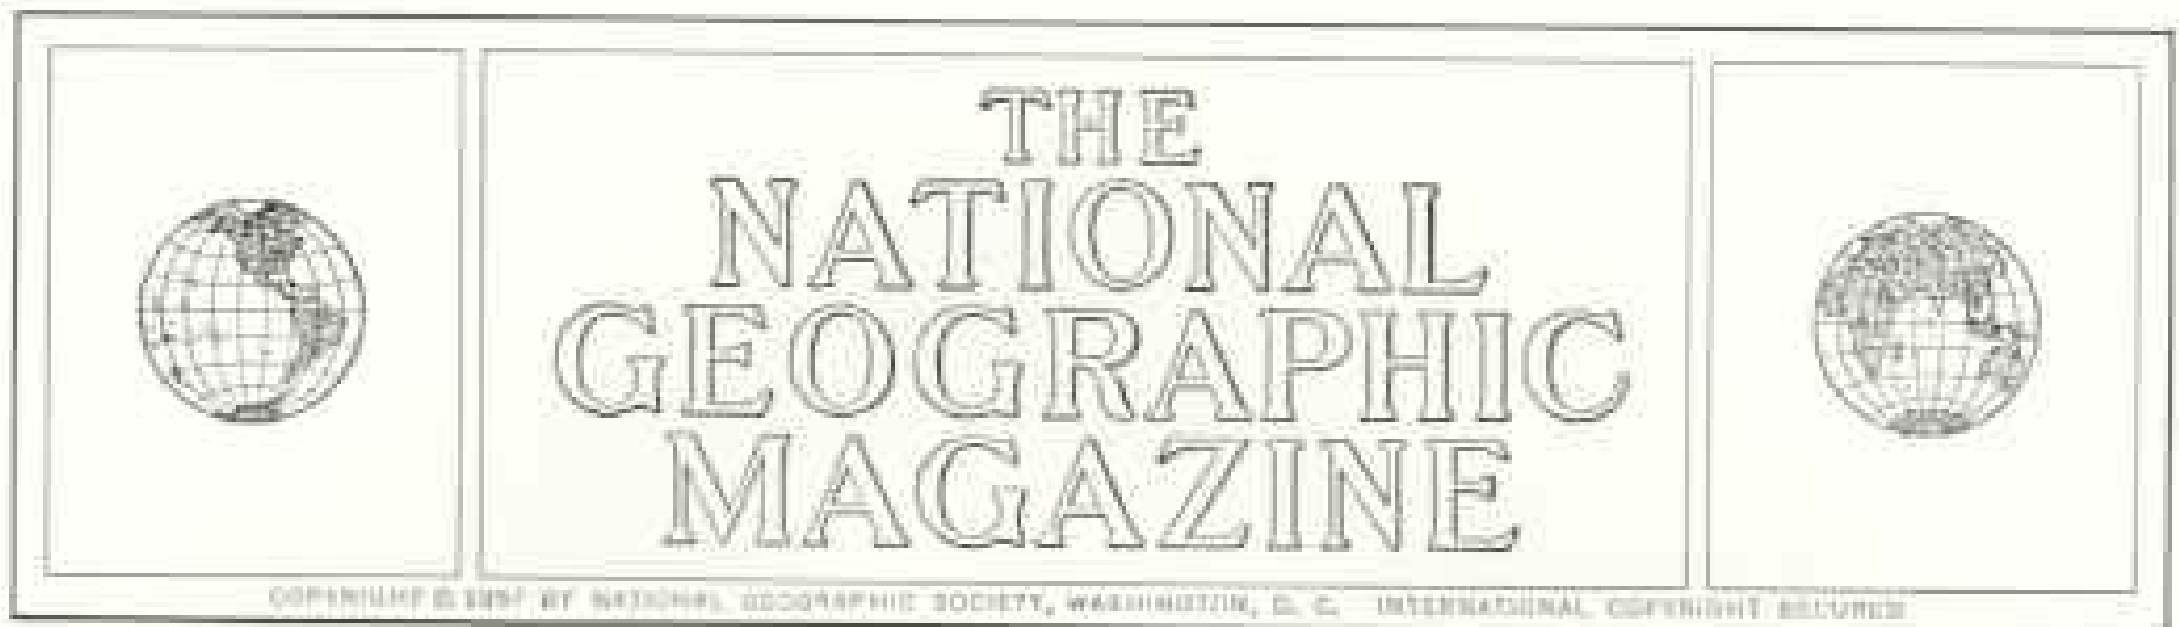 THE
NATIONAL
GEOGRAPHIC
MAGAZINE
COPYRIGHT © BY NATIONAL GEOGRAPHIC SOCIETY, WASHINGTON, D. C. INTERNATIONAL COPYRIGHT SECURED